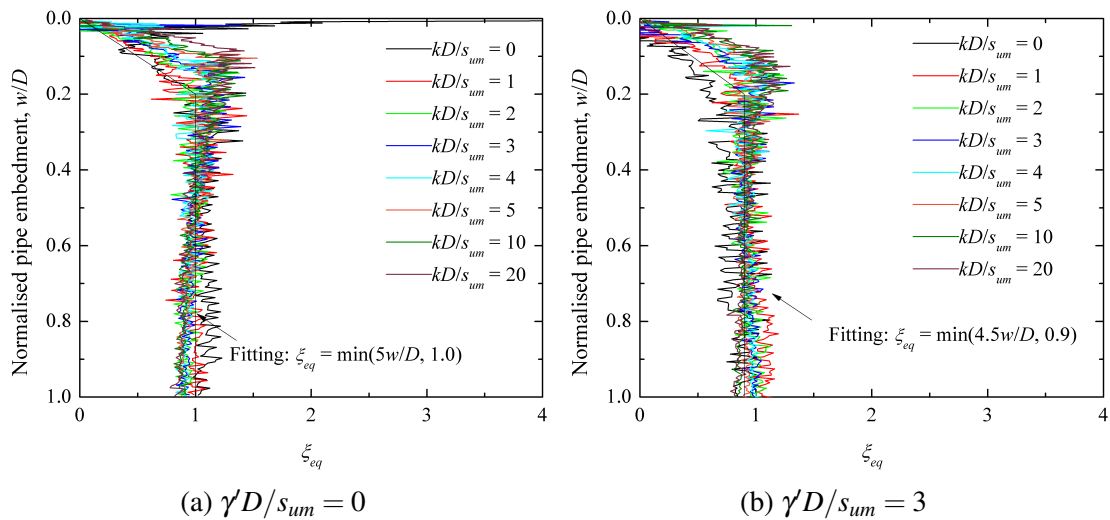 Normalised pipe embedment, w/D
0.0
0.2
0.4
0.6
0.8
1.0
0
1
2
3
4
ξeq
kD/sum = 0
kD/sum = 1
kD/sum = 2
kD/sum = 3
kD/sum = 4
kD/sum = 5
kD/sum = 10
kD/sum = 20
Fitting: ξeq = min(5w/D, 1.0)
(a) γ′D/sum = 0
Normalised pipe embedment, w/D
0.0
0.2
0.4
0.6
0.8
1.0
0
1
2
3
4
ξeq
kD/sum = 0
kD/sum = 1
kD/sum = 2
kD/sum = 3
kD/sum = 4
kD/sum = 5
kD/sum = 10
kD/sum = 20
Fitting: ξeq = min(4.5w/D, 0.9)
(b) γ′D/sum = 3